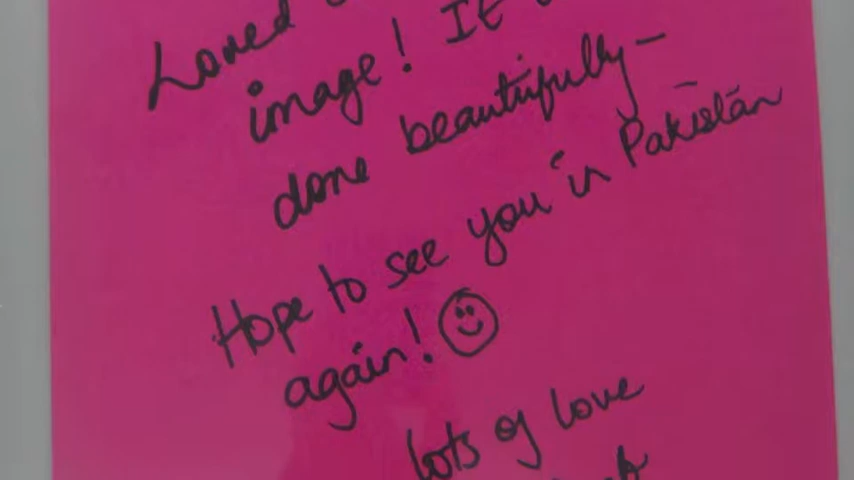 Loved
image! It
done beautifully-
Hope to see you in Pakistan
again!
lots of love